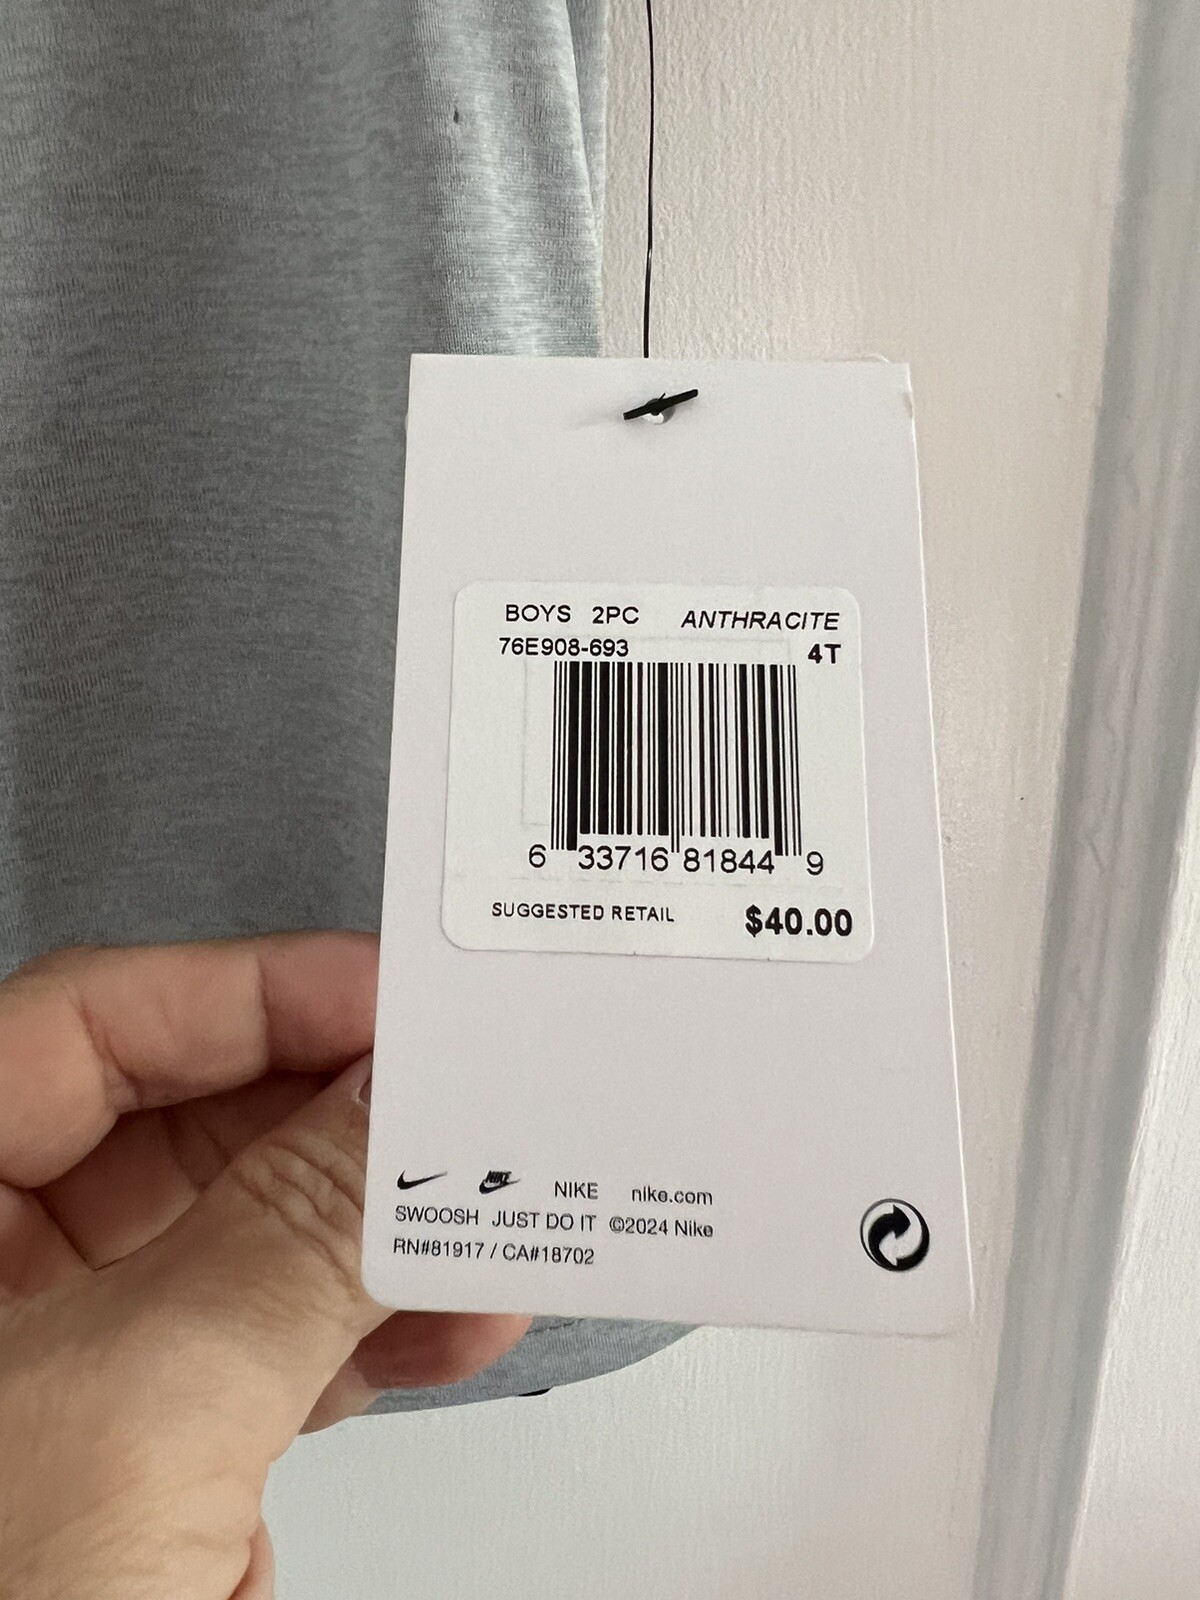 BOYS 2PC ANTHRACITE
76E908-693 4T
6 33716 81844 9
SUGGESTED RETAIL $40.00
NIKE NIKE nike.com
SWOOSH JUST DO IT ©2024 Nike
RN#81917 / CA#18702